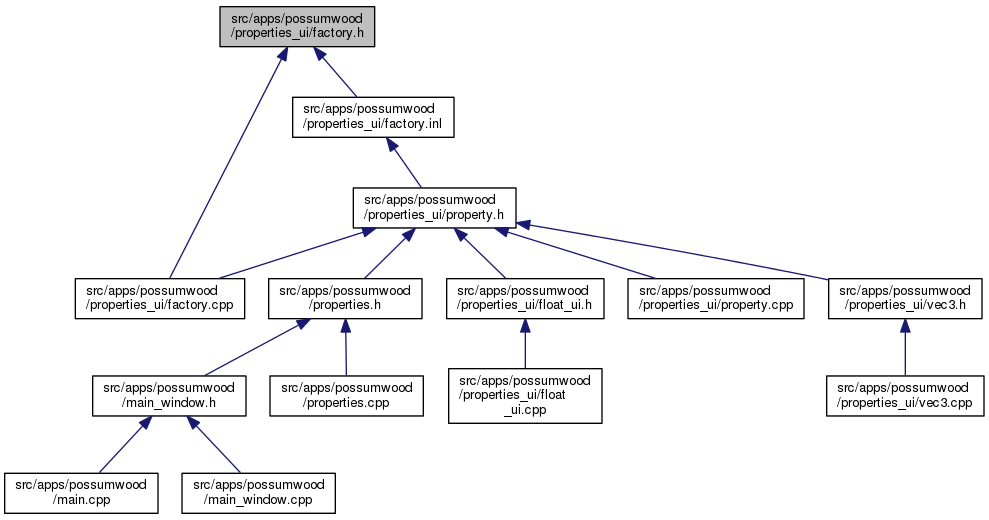 src/apps/possumwood
/properties_ui/factory.h
src/apps/possumwood
/properties_ui/factory.inl
src/apps/possumwood
/properties_ui/property.h
src/apps/possumwood
/properties_ui/factory.cpp
src/apps/possumwood
/properties.h
src/apps/possumwood
/properties_ui/float_ui.h
src/apps/possumwood
/properties_ui/property.cpp
src/apps/possumwood
/properties_ui/vec3.h
src/apps/possumwood
/main_window.h
src/apps/possumwood
/properties.cpp
src/apps/possumwood
/properties_ui/float
_ui.cpp
src/apps/possumwood
/properties_ui/vec3.cpp
src/apps/possumwood
/main.cpp
src/apps/possumwood
/main_window.cpp